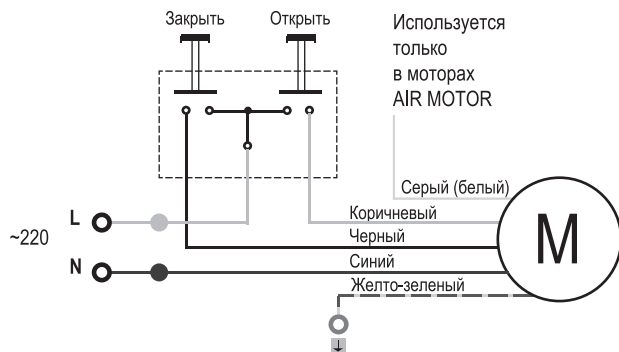 Закрыть
Открыть
Используется
только
в моторах
AIR MOTOR
Серый (белый)
L
Коричневый
~220
Черный
M
N
Синий
Желто-зеленый